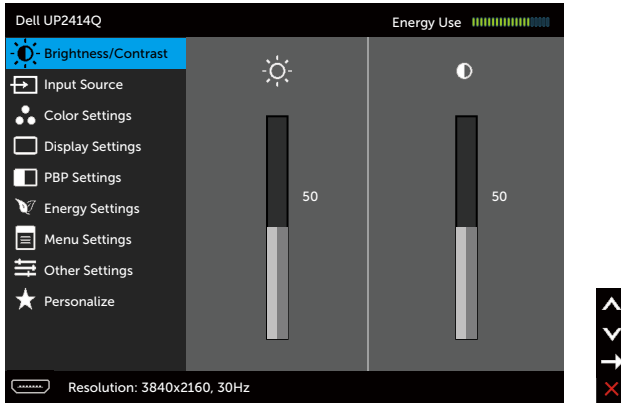 Dell UP2414Q
Energy Use
Brightness/Contrast
Input Source
Color Settings
Display Settings
PBP Settings
Energy Settings
Menu Settings
Other Settings
Personalize
50
50
Resolution: 3840x2160, 30Hz